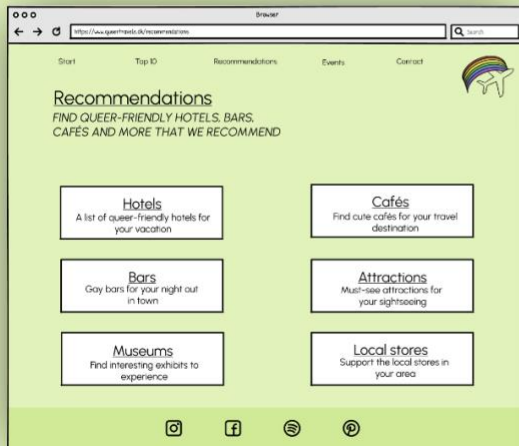 Browser
https://www.queertravels.dk/recommendations
Search
Start
Top 10
Recommendations
Events
Contact
Recommendations
FIND QUEER-FRIENDLY HOTELS, BARS,
CAFÉS AND MORE THAT WE RECOMMEND
Hotels
A list of queer-friendly hotels for
your vacation
Cafés
Find cute cafés for your travel
destination
Bars
Gay bars for your night out
in town
Attractions
Must-see attractions for
your sightseeing
Museums
Find interesting exhibits to
experience
Local stores
Support the local stores in
your area